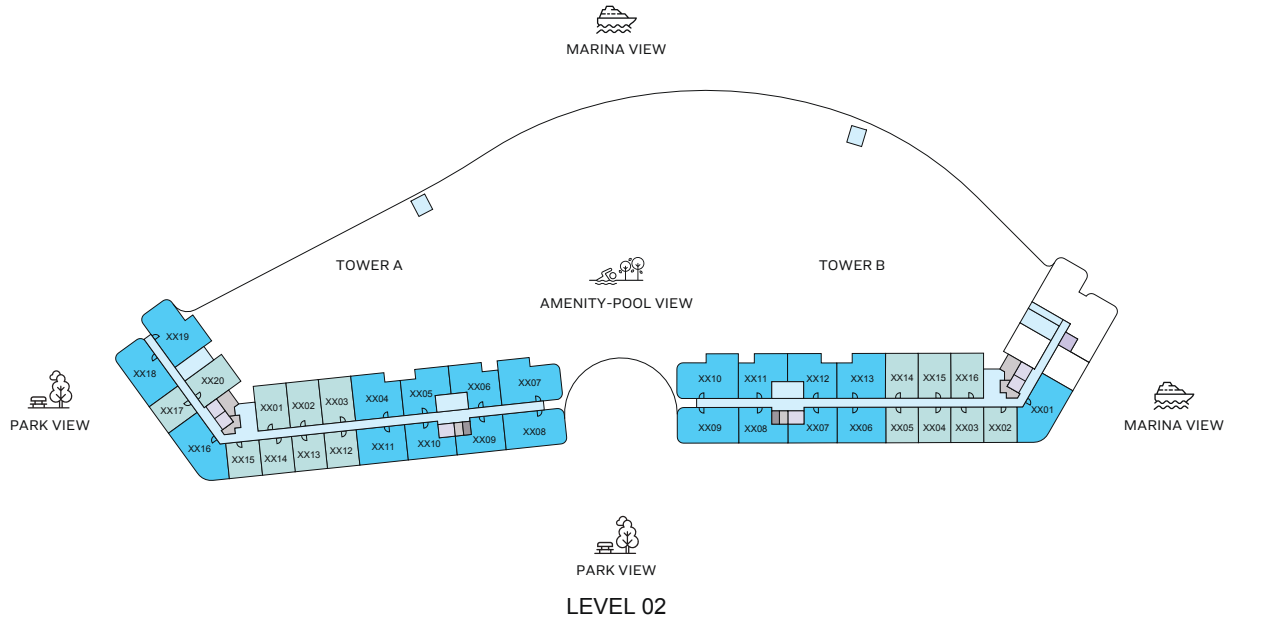 MARINA VIEW
TOWER A
TOWER B
AMENITY-POOL VIEW
XX19
XX18
XX20
XX17
XX16
XX01
XX02
XX03
XX04
XX05
XX06
XX07
XX15
XX14
XX13
XX12
XX11
XX10
XX09
XX08
XX10
XX11
XX12
XX13
XX14
XX15
XX16
XX09
XX08
XX07
XX06
XX05
XX04
XX03
XX02
XX01
PARK VIEW
MARINA VIEW
PARK VIEW
LEVEL 02